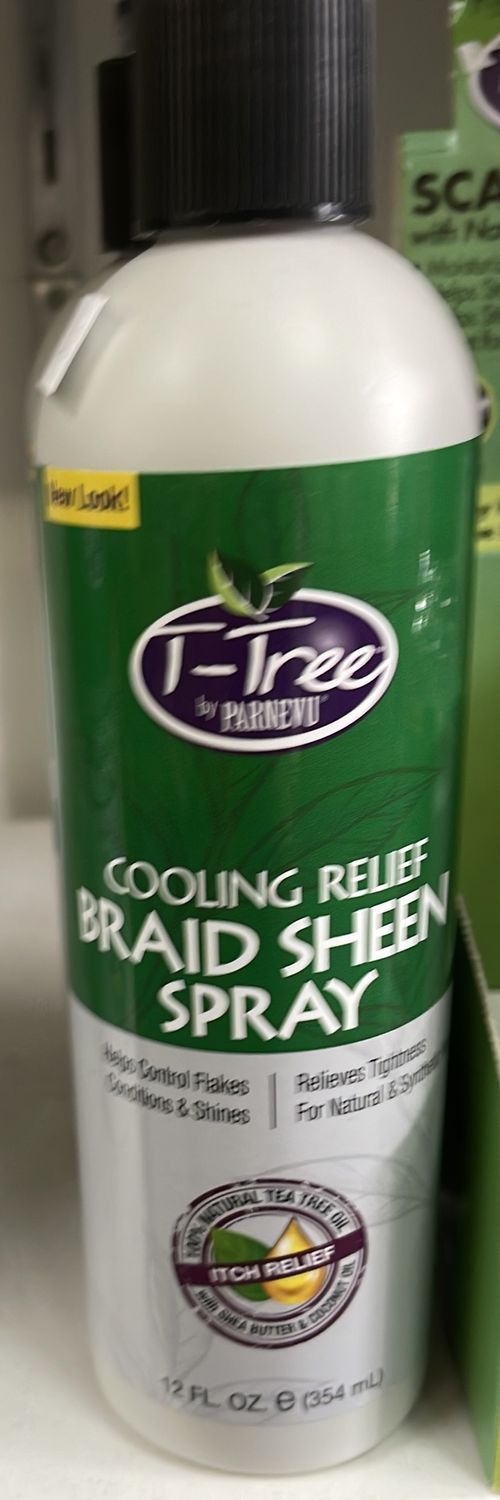 New Look!
T-Tree
by PARNEVU
COOLING RELIEF
BRAID SHEEN
SPRAY
Helps Control Flakes
Conditions & Shines
Relieves Tightness
For Natural &
100% NATURAL TEA TREE OIL
ITCH RELIEF
WITH SHEA BUTTER & COCONUT OIL
12 FL. OZ. ℮ (354 mL)
SCA